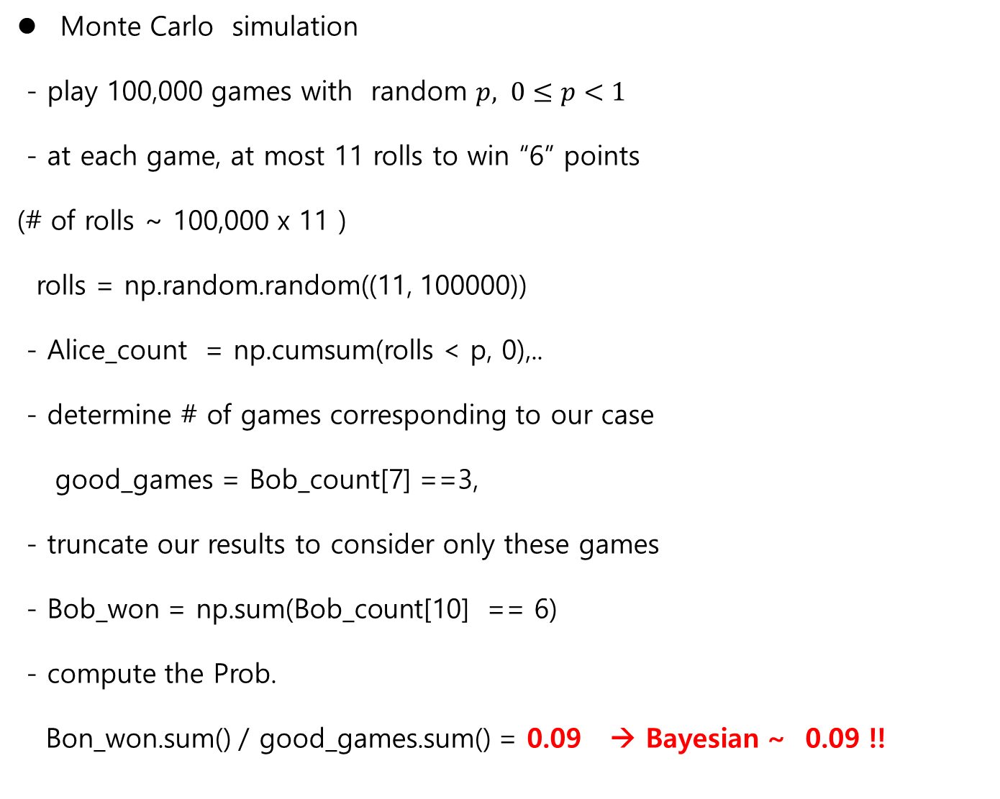 ● Monte Carlo simulation
- play 100,000 games with random p, 0 ≤ p < 1
- at each game, at most 11 rolls to win “6” points
(# of rolls ~ 100,000 x 11 )
rolls = np.random.random((11, 100000))
- Alice_count = np.cumsum(rolls < p, 0),..
- determine # of games corresponding to our case
good_games = Bob_count[7] ==3,
- truncate our results to consider only these games
- Bob_won = np.sum(Bob_count[10] == 6)
- compute the Prob.
Bon_won.sum() / good_games.sum() = 0.09 → Bayesian ~ 0.09 !!